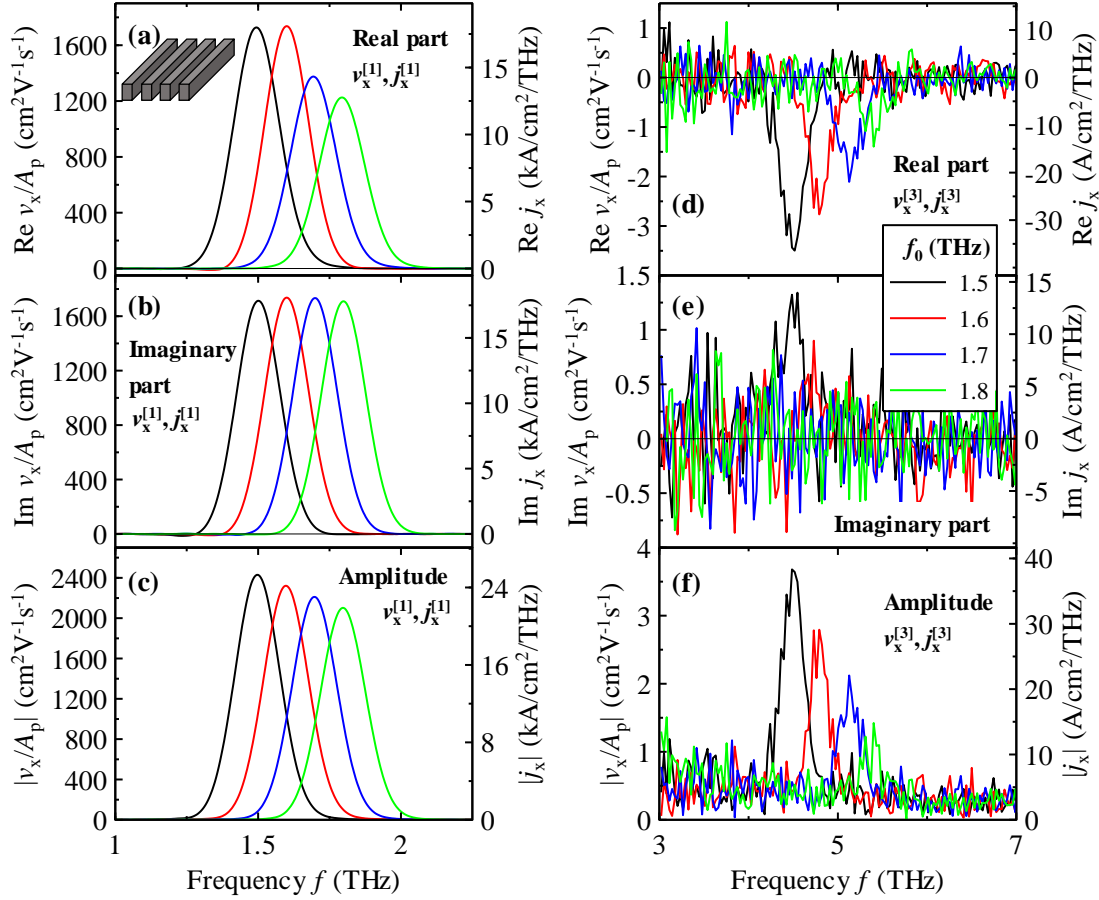 (a)
Real part
v_x^[1], j_x^[1]
Re v_x/A_p (cm²V⁻¹s⁻¹)
1600
1200
800
400
0
Re j_x (kA/cm²/THz)
15
10
5
0
(b)
Imaginary
part
v_x^[1], j_x^[1]
Im v_x/A_p (cm²V⁻¹s⁻¹)
1600
1200
800
400
0
Im j_x (kA/cm²/THz)
15
10
5
0
(c)
Amplitude
v_x^[1], j_x^[1]
|v_x/A_p| (cm²V⁻¹s⁻¹)
2400
2100
1800
1500
1200
900
600
300
0
|j_x| (kA/cm²/THz)
24
16
8
0
1
1.5
2
Frequency f (THz)
(d)
Real part
v_x^[3], j_x^[3]
Re v_x/A_p (cm²V⁻¹s⁻¹)
1
0
-1
-2
-3
Re j_x (A/cm²/THz)
10
0
-10
-20
-30
f_0 (THz)
1.5
1.6
1.7
1.8
(e)
Imaginary part
Im v_x/A_p (cm²V⁻¹s⁻¹)
1.5
1
0.5
0
-0.5
Im j_x (A/cm²/THz)
15
10
5
0
-5
(f)
Amplitude
v_x^[3], j_x^[3]
|v_x/A_p| (cm²V⁻¹s⁻¹)
4
3
2
1
0
|j_x| (A/cm²/THz)
40
30
20
10
0
3
4
5
6
7
Frequency f (THz)